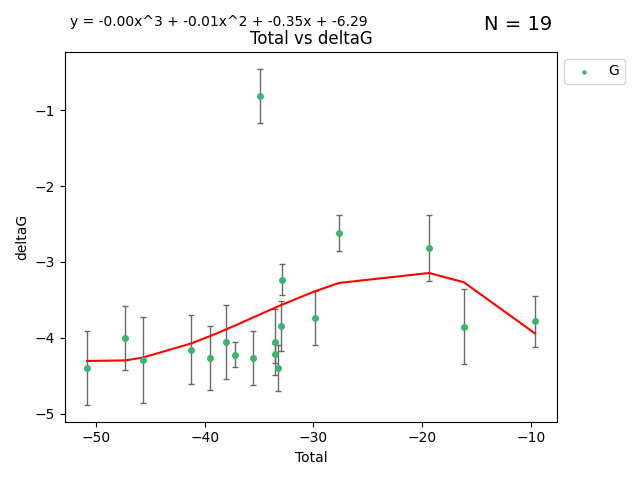 y = -0.00x^3 + -0.01x^2 + -0.35x + -6.29
N = 19
Total vs deltaG
G
−1
−2
−3
−4
−5
deltaG
−50 −40 −30 −20 −10
Total